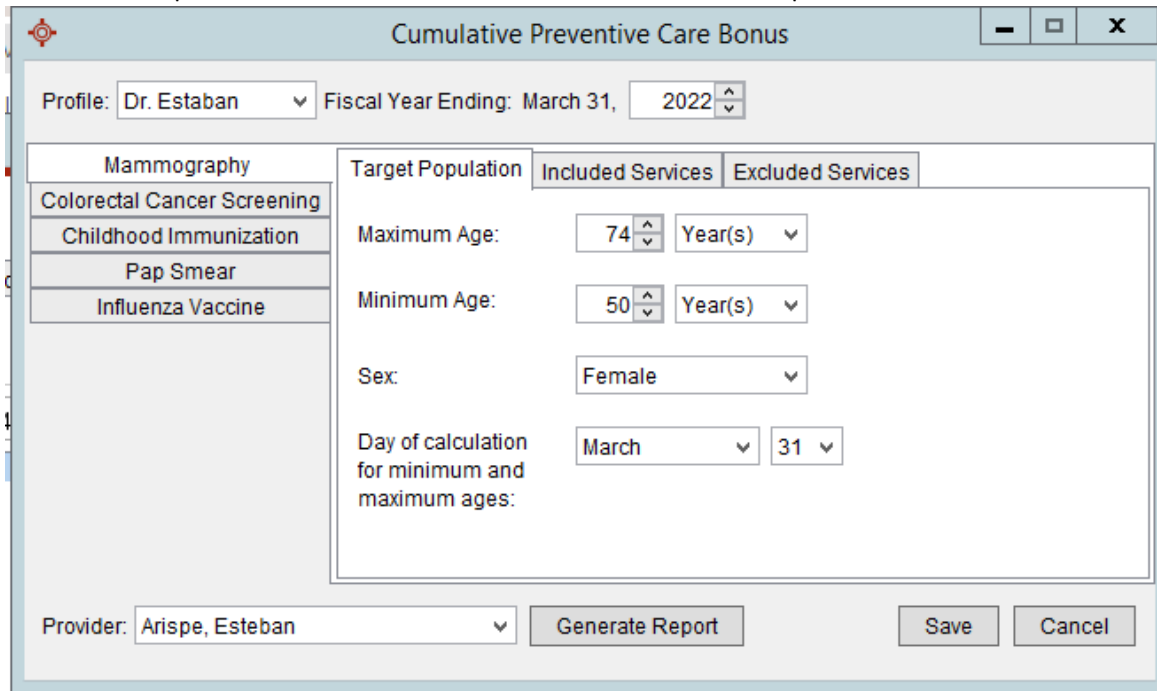 Cumulative Preventive Care Bonus
Profile: Dr. Estaban Fiscal Year Ending: March 31, 2022
Mammography
Colorectal Cancer Screening
Childhood Immunization
Pap Smear
Influenza Vaccine
Target Population Included Services Excluded Services
Maximum Age: 74 Year(s)
Minimum Age: 50 Year(s)
Sex: Female
Day of calculation March 31
for minimum and
maximum ages:
Provider: Arispe, Esteban Generate Report Save Cancel